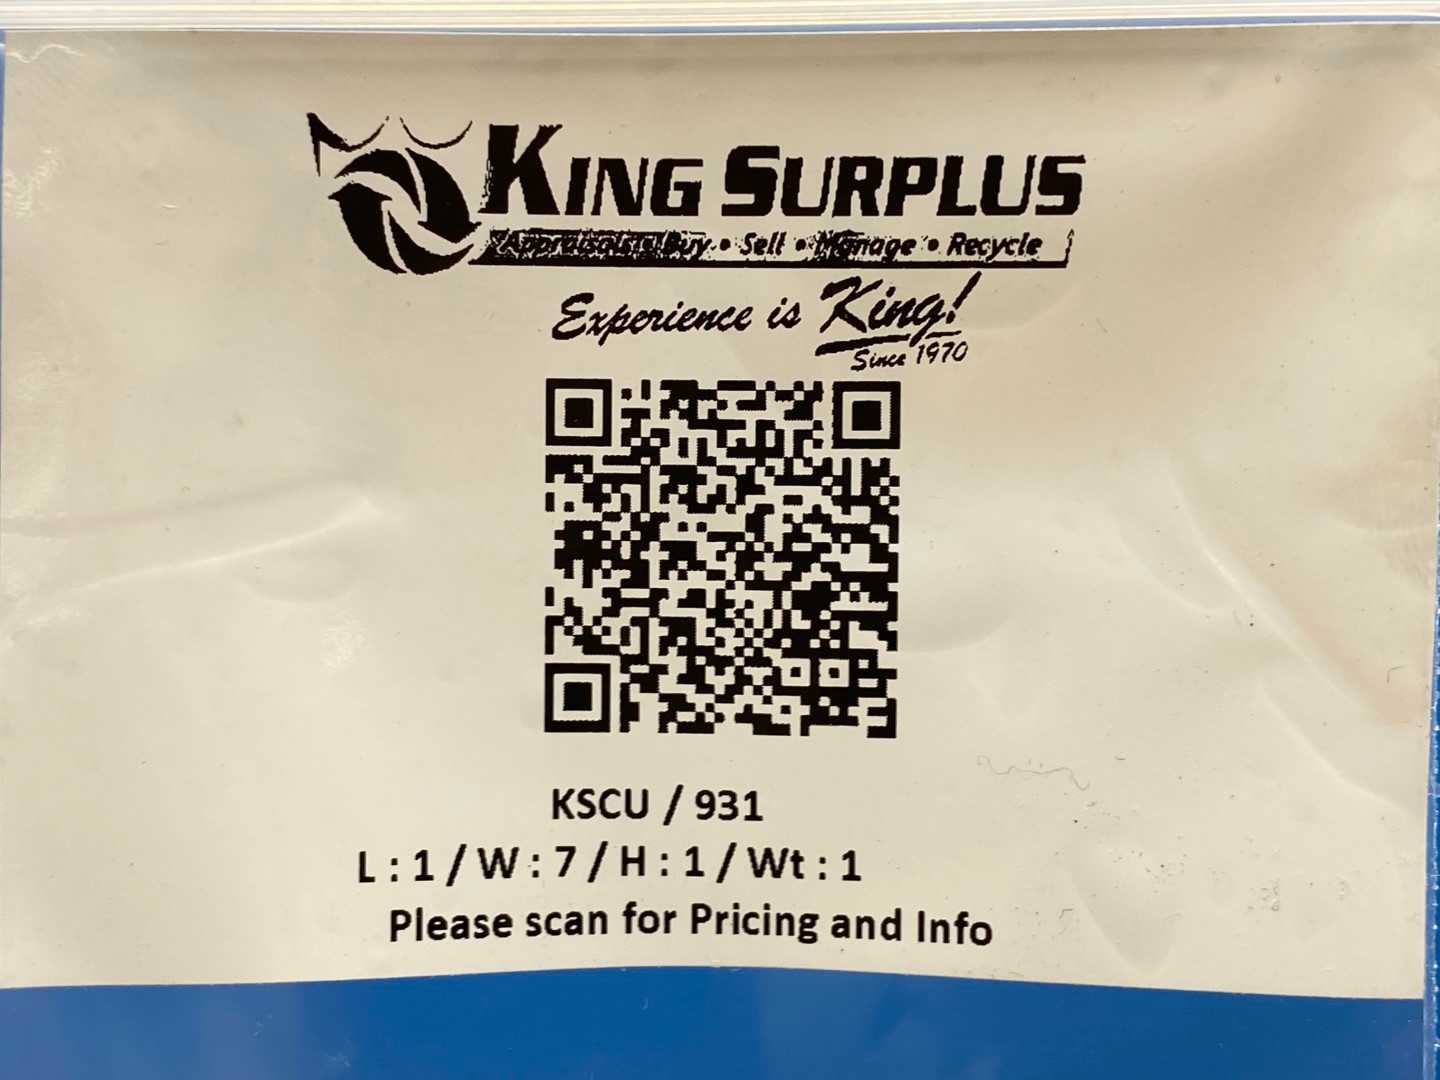 KING SURPLUS
Appraisals • Buy • Sell • Manage • Recycle
Experience is King!
Since 1970
KSCU / 931
L : 1 / W : 7 / H : 1 / Wt : 1
Please scan for Pricing and Info